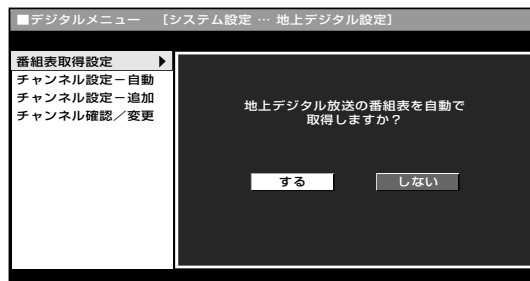 ■デジタルメニュー [システム設定 … 地上デジタル設定]
番組表取得設定 ▶
チャンネル設定－自動
チャンネル設定－追加
チャンネル確認／変更
地上デジタル放送の番組表を自動で
取得しますか？
する しない